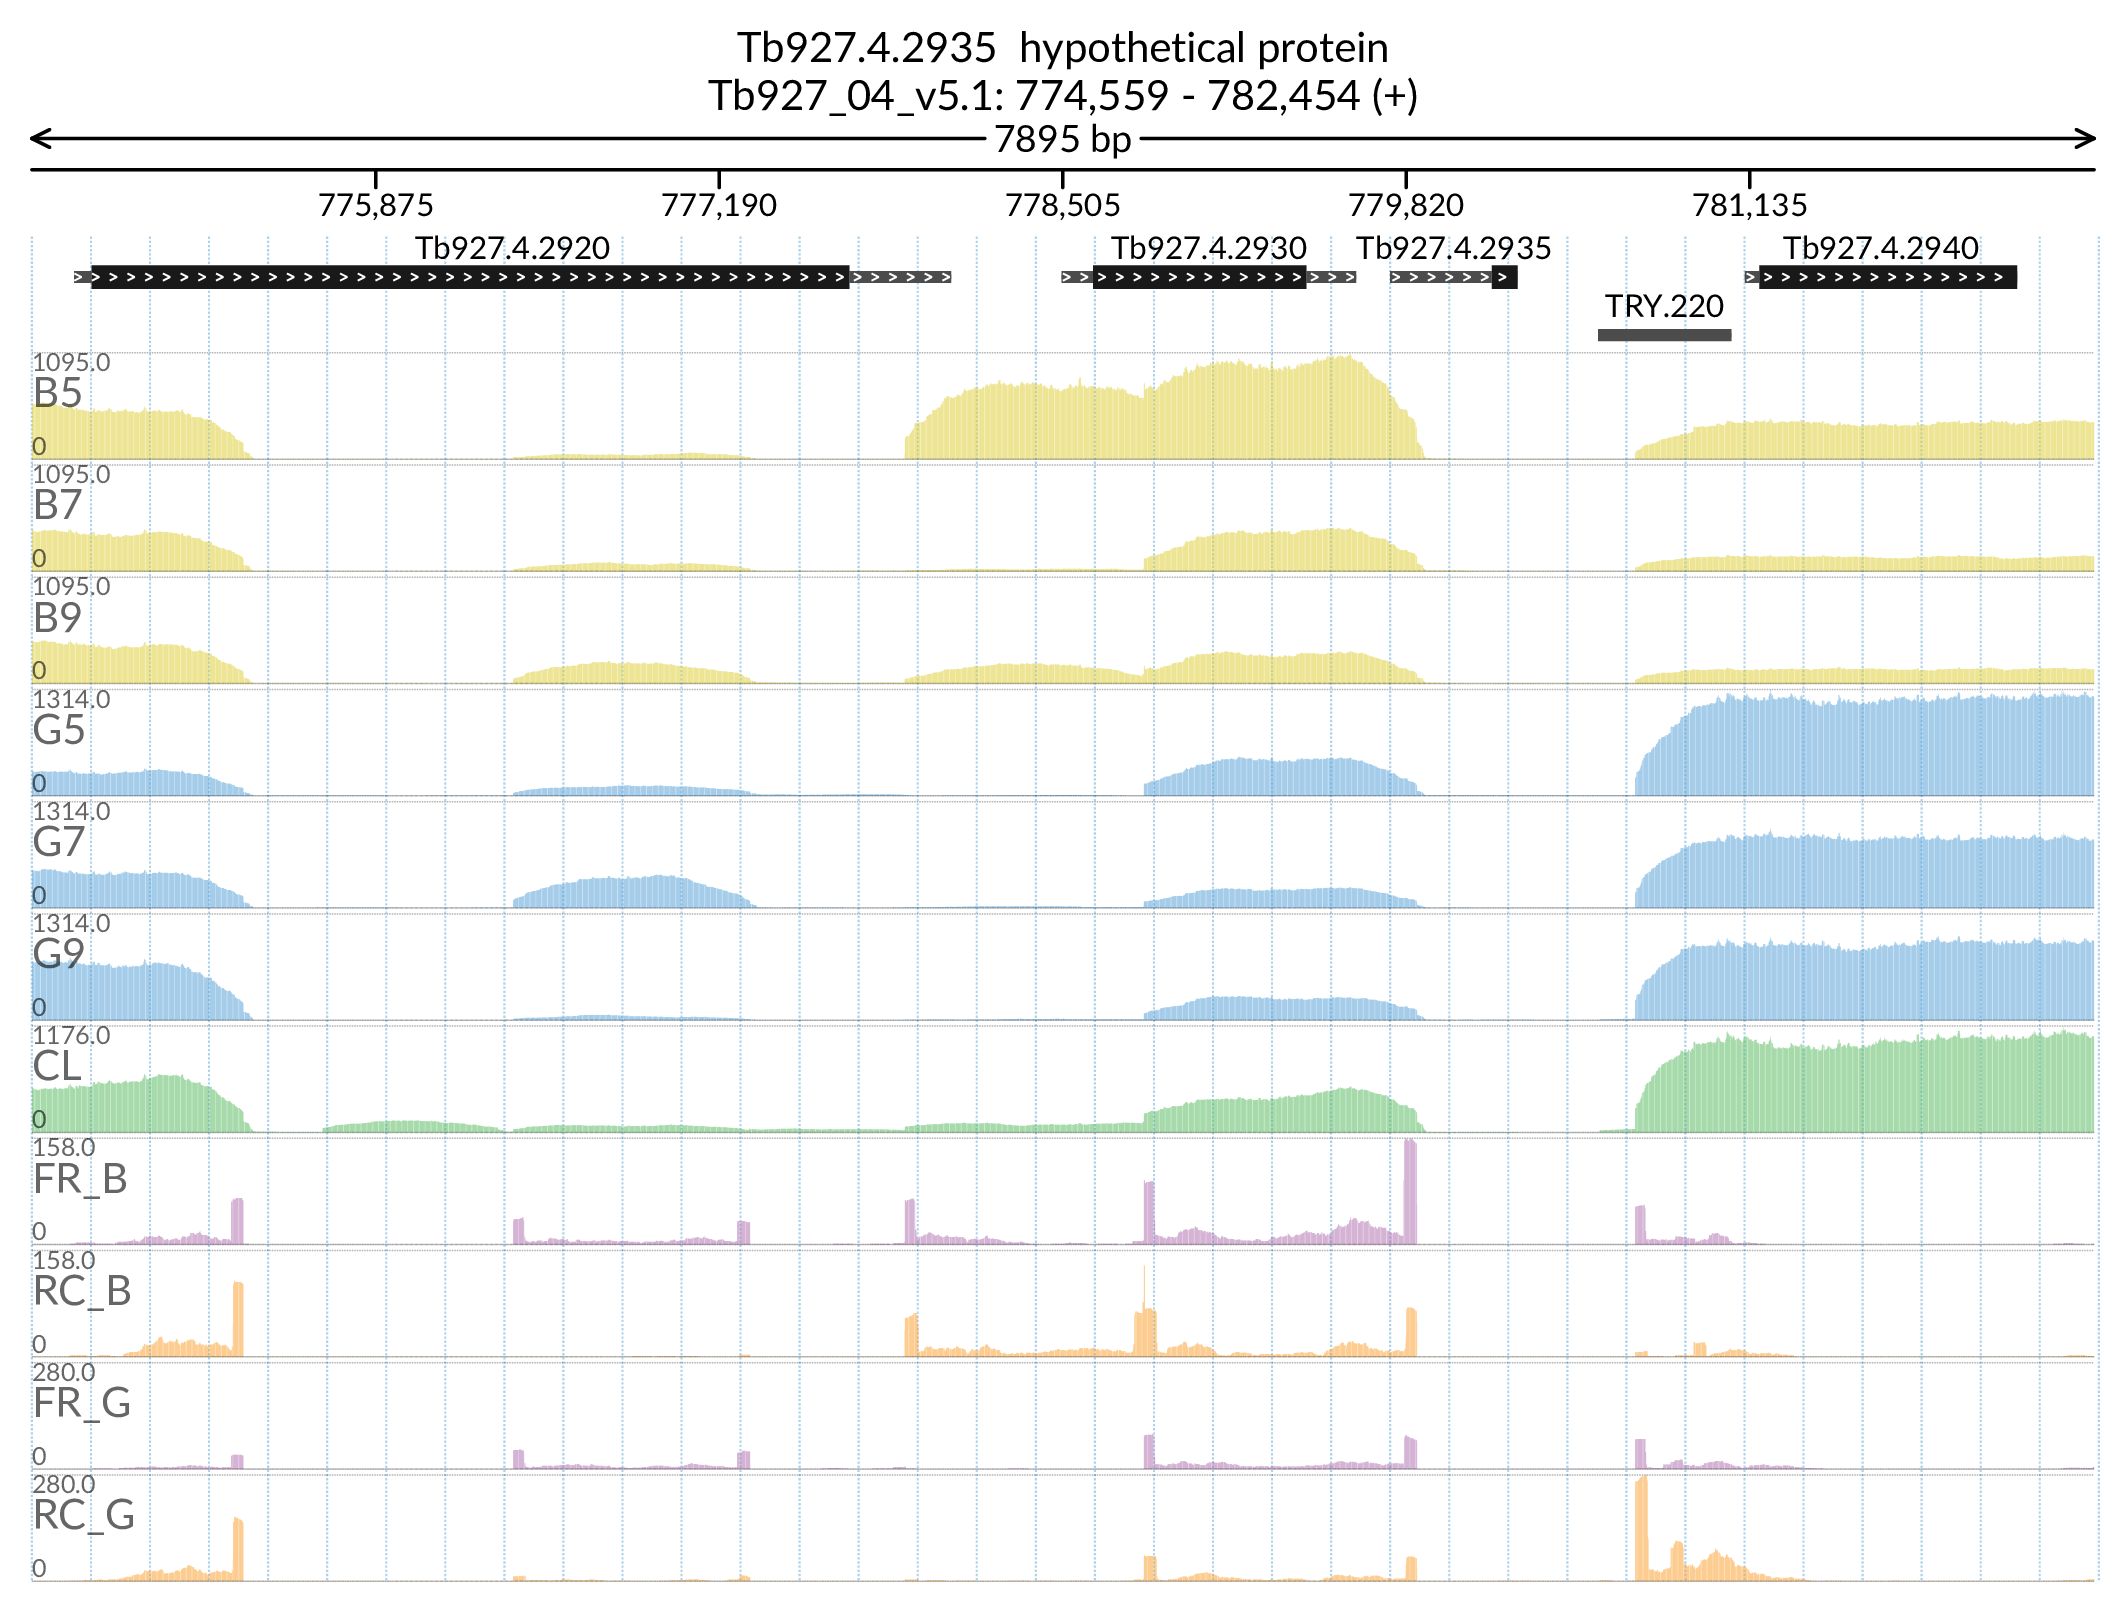 Tb927.4.2935  hypothetical protein
Tb927_04_v5.1: 774,559 - 782,454 (+)
7895 bp
775,875 777,190 778,505 779,820 781,135
Tb927.4.2920 Tb927.4.2930 Tb927.4.2935 Tb927.4.2940
TRY.220
1095.0
B5
0
1095.0
B7
0
1095.0
B9
0
1314.0
G5
0
1314.0
G7
0
1314.0
G9
0
1176.0
CL
0
158.0
FR_B
0
158.0
RC_B
0
280.0
FR_G
0
280.0
RC_G
0